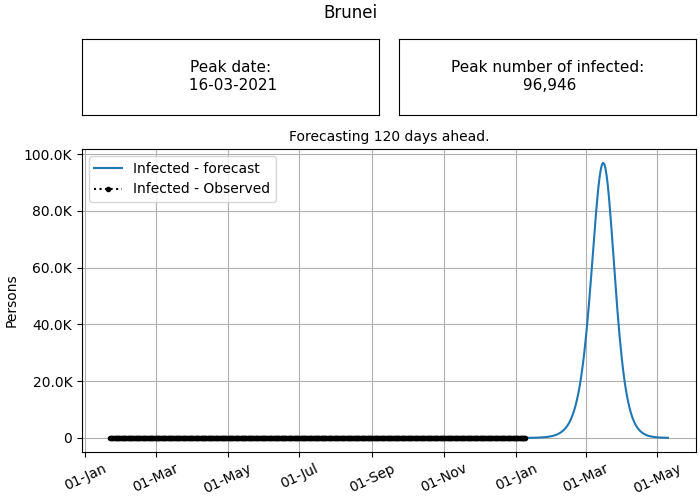 Brunei
Peak date:
16-03-2021
Peak number of infected:
96,946
Forecasting 120 days ahead.
Infected - forecast
Infected - Observed
100.0K
80.0K
60.0K
40.0K
20.0K
0
Persons
01-Jan
01-Mar
01-May
01-Jul
01-Sep
01-Nov
01-Jan
01-Mar
01-May